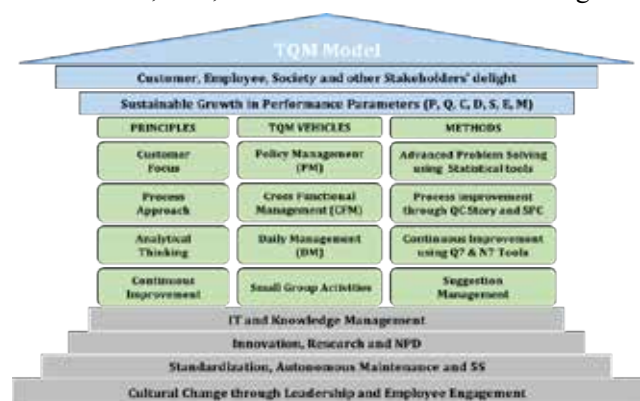 TQM Model
Customer, Employee, Society and other Stakeholders' delight
Sustainable Growth in Performance Parameters (P, Q, C, D, S, E, M)
PRINCIPLES
TQM VEHICLES
METHODS
Customer
Focus
Policy Management
(PM)
Advanced Problem Solving
using Statistical tools
Process
Approach
Cross Functional
Management (CFM)
Process improvement
through QC Story and SPC
Analytical
Thinking
Daily Management
(DM)
Continuous Improvement
using Q7 & N7 Tools
Continuous
Improvement
Small Group Activities
Suggestion
Management
IT and Knowledge Management
Innovation, Research and NPD
Standardization, Autonomous Maintenance and 5S
Cultural Change through Leadership and Employee Engagement